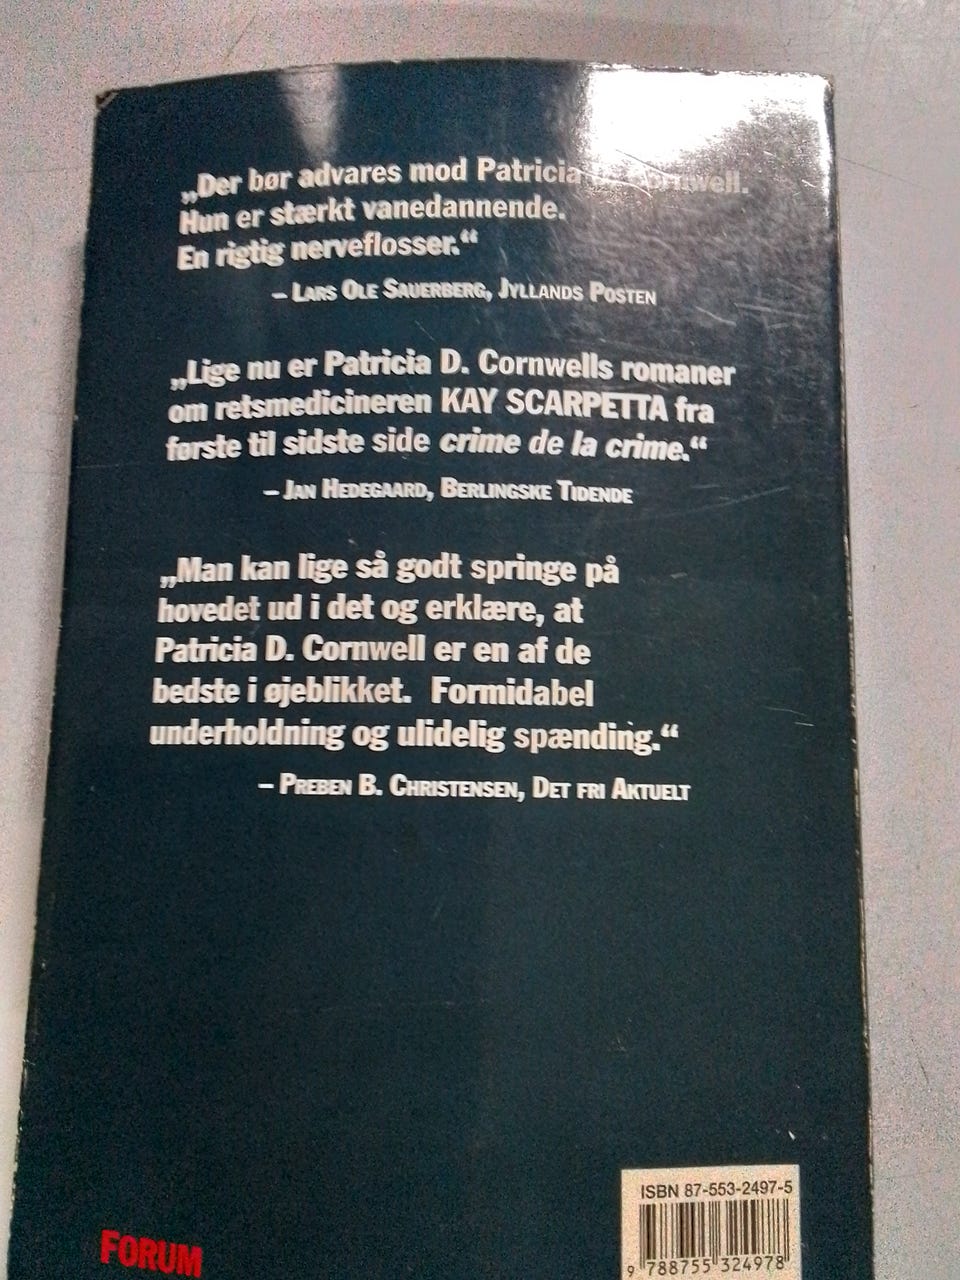 „Der bør advares mod Patricia D. Cornwell.
Hun er stærkt vanedannende.
En rigtig nerveflosser.“
– Lars Ole Sauerberg, Jyllands Posten
„Lige nu er Patricia D. Cornwells romaner
om retsmedicineren KAY SCARPETTA fra
første til sidste side crime de la crime.“
– Jan Hedegaard, Berlingske Tidende
„Man kan lige så godt springe på
hovedet ud i det og erklære, at
Patricia D. Cornwell er en af de
bedste i øjeblikket. Formidabel
underholdning og ulidelig spænding.“
– Preben B. Christensen, Det fri Aktuelt
ISBN 87-553-2497-5
9 788755 324978
Forum